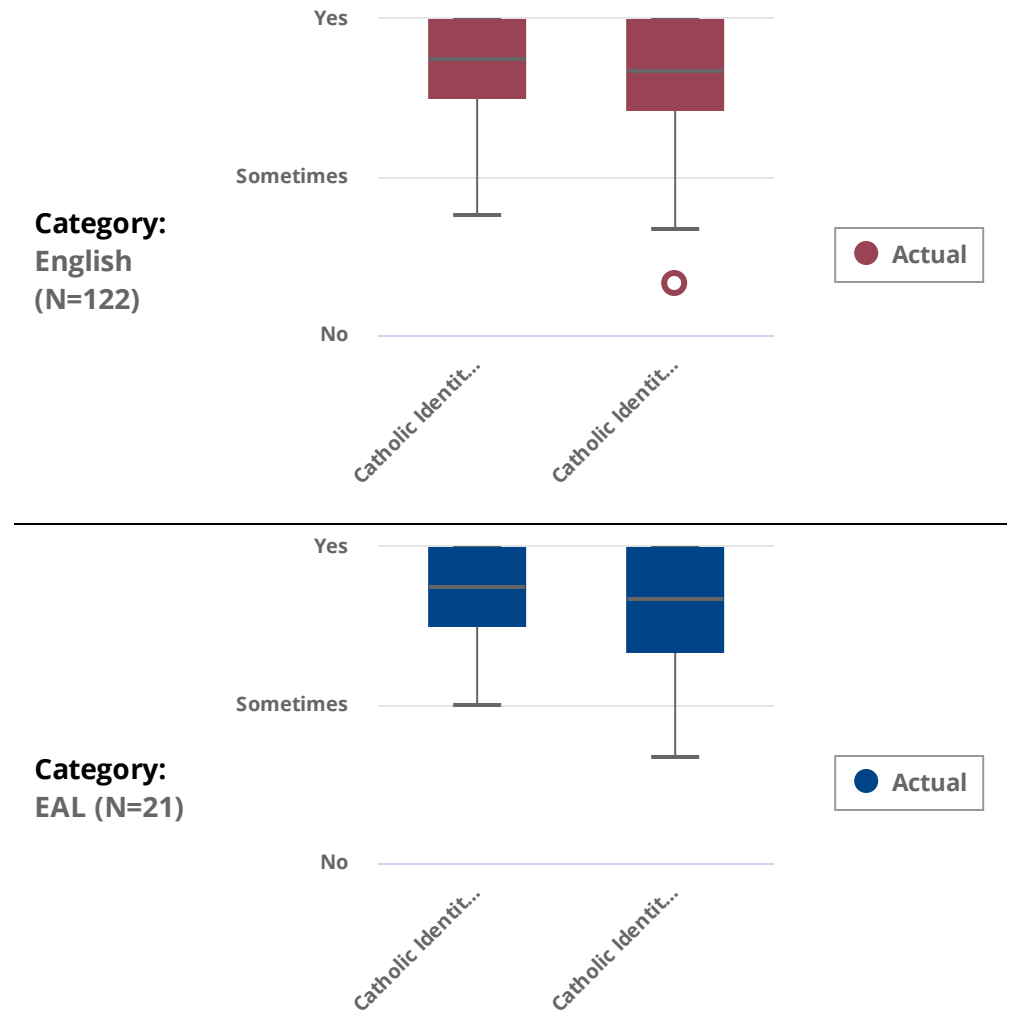 Yes
Sometimes
Category:
English
(N=122)
Actual
No
Catholic Identit...
Catholic Identit...
Yes
Sometimes
Category:
EAL (N=21)
Actual
No
Catholic Identit...
Catholic Identit...